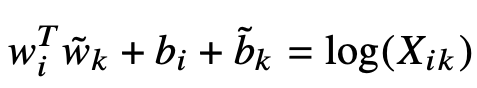 $w_i^T \tilde{w}_k + b_i + \tilde{b}_k = \log(X_{ik})$